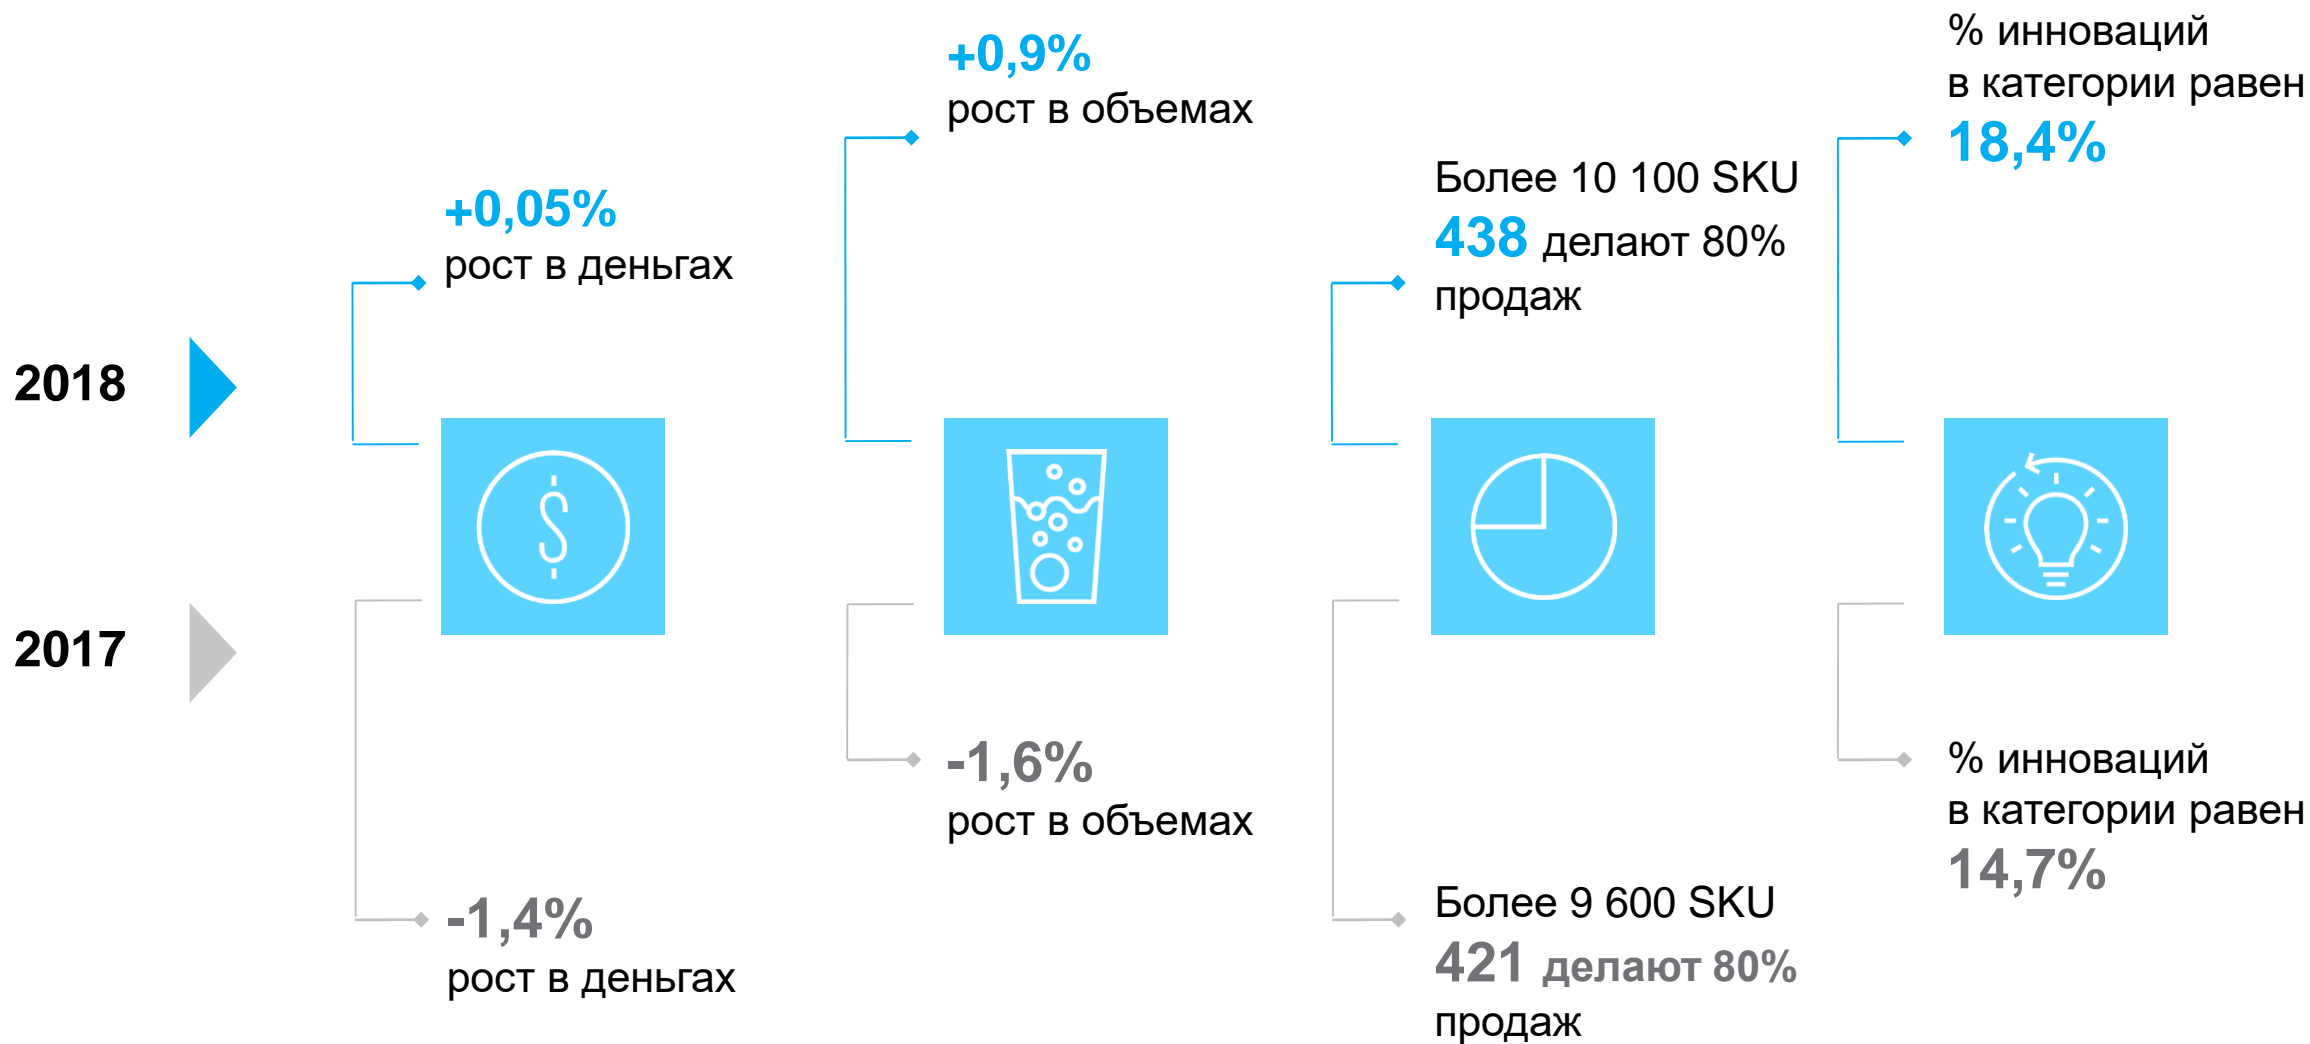 2018
+0,05%
рост в деньгах
+0,9%
рост в объемах
Более 10 100 SKU
438 делают 80%
продаж
% инноваций
в категории равен
18,4%
2017
-1,4%
рост в деньгах
-1,6%
рост в объемах
Более 9 600 SKU
421 делают 80%
продаж
% инноваций
в категории равен
14,7%